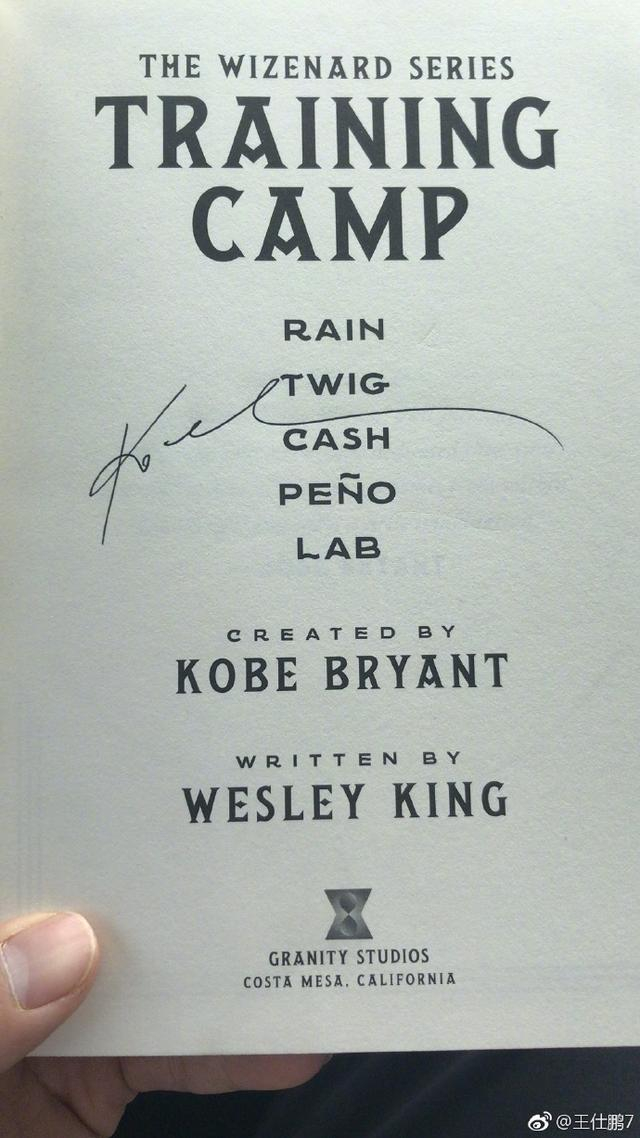 THE WIZENARD SERIES
TRAINING
CAMP
RAIN
TWIG
CASH
PEÑO
LAB
CREATED BY
KOBE BRYANT
WRITTEN BY
WESLEY KING
GRANITY STUDIOS
COSTA MESA, CALIFORNIA
@王仕鹏7